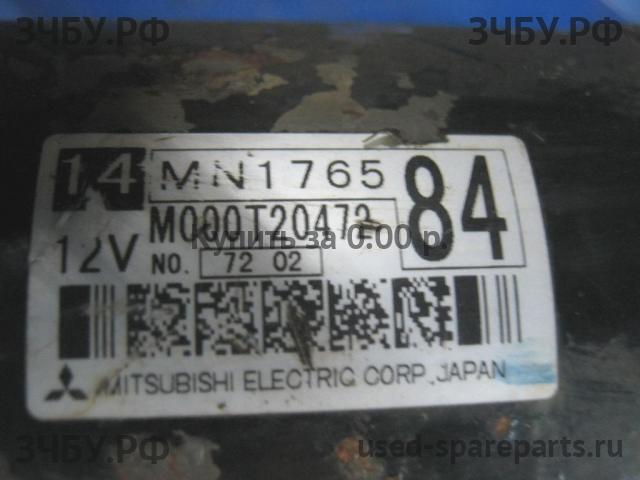 ЗЧБУ.РФ ЗЧБУ.РФ
14 MN1765 84
M000T20472
Купить за 0.00 р.
12V NO. 72 02
MITSUBISHI ELECTRIC CORP.,JAPAN
ЗЧБУ.РФ used-spareparts.ru